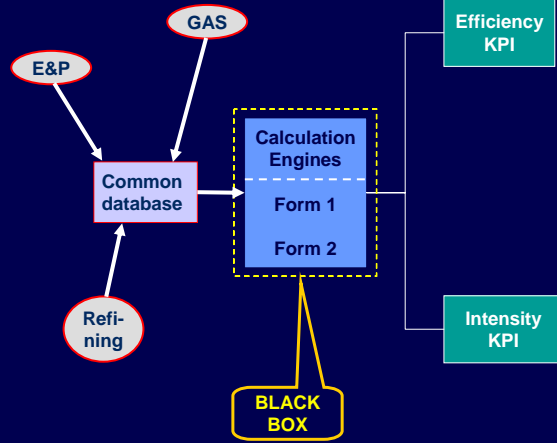 GAS
E&P
Common
database
Refi-
ning
Calculation
Engines
Form 1
Form 2
BLACK
BOX
Efficiency
KPI
Intensity
KPI